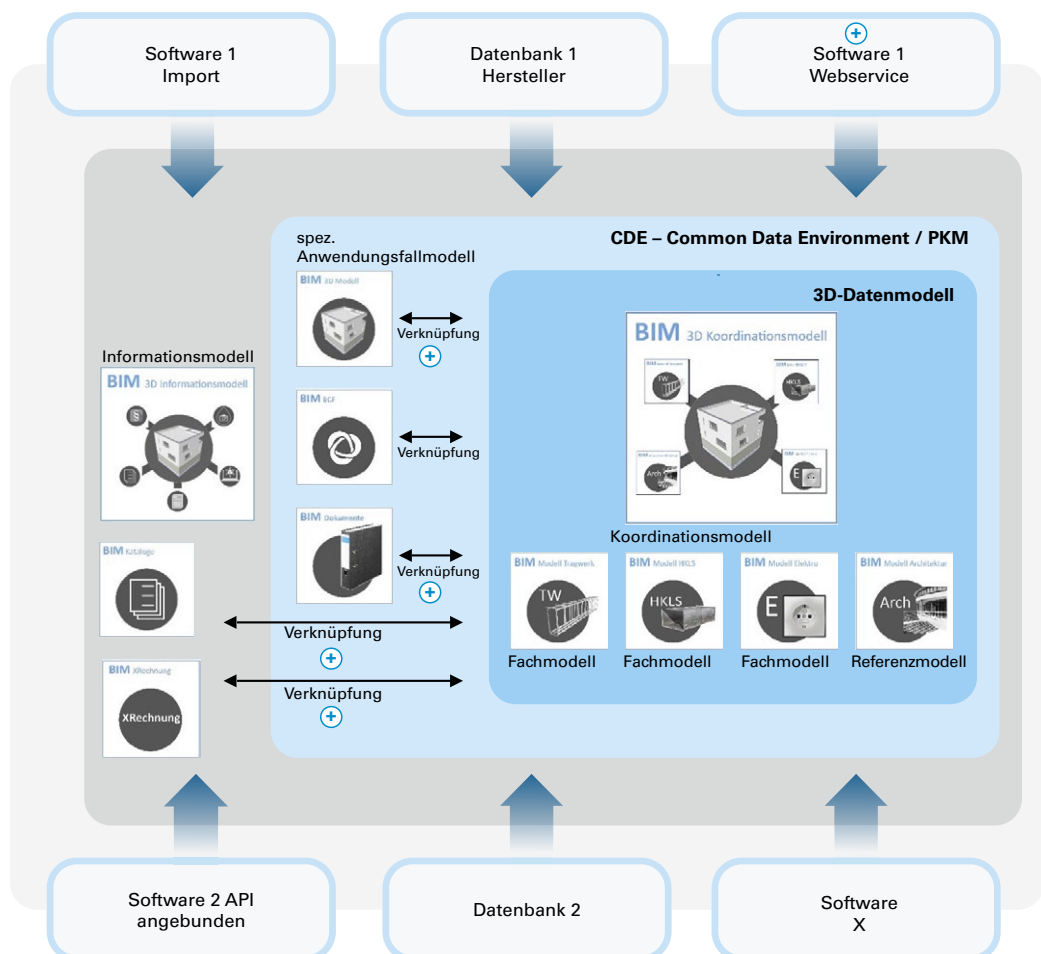 Software 1
Import
Datenbank 1
Hersteller
Software 1
Webservice
spez.
Anwendungsfallmodell
CDE – Common Data Environment / PKM
BIM 3D Modell
Verknüpfung
3D-Datenmodell
BIM 3D Koordinationsmodell
TW
HKLS
Arch
E
Koordinationsmodell
Informationsmodell
BIM 3D Informationsmodell
BIM BCF
Verknüpfung
BIM Dokumente
Verknüpfung
BIM Kataloge
Verknüpfung
BIM XRechnung
XRechnung
Verknüpfung
BIM Modell Tragwerk
TW
Fachmodell
BIM Modell HKLS
HKLS
Fachmodell
BIM Modell Elektro
E
Fachmodell
BIM Modell Architektur
Arch
Referenzmodell
Software 2 API
angebunden
Datenbank 2
Software
X